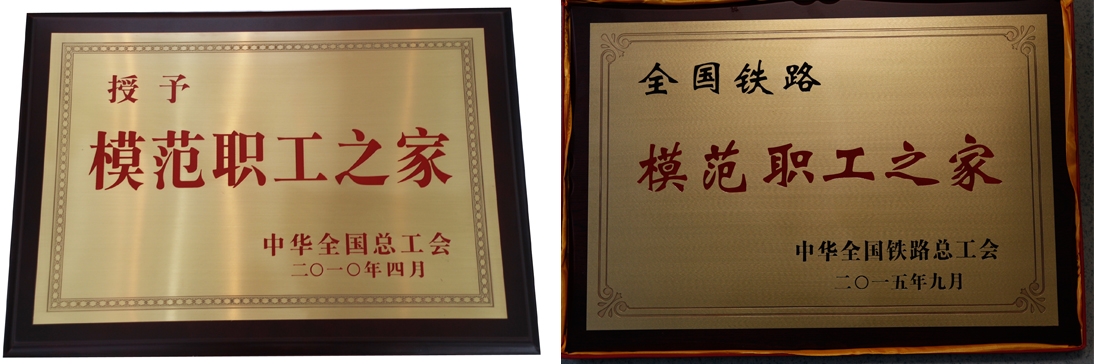 授予
模范职工之家
中华全国总工会
二〇一〇年四月
全国铁路
模范职工之家
中华全国铁路总工会
二〇一五年九月